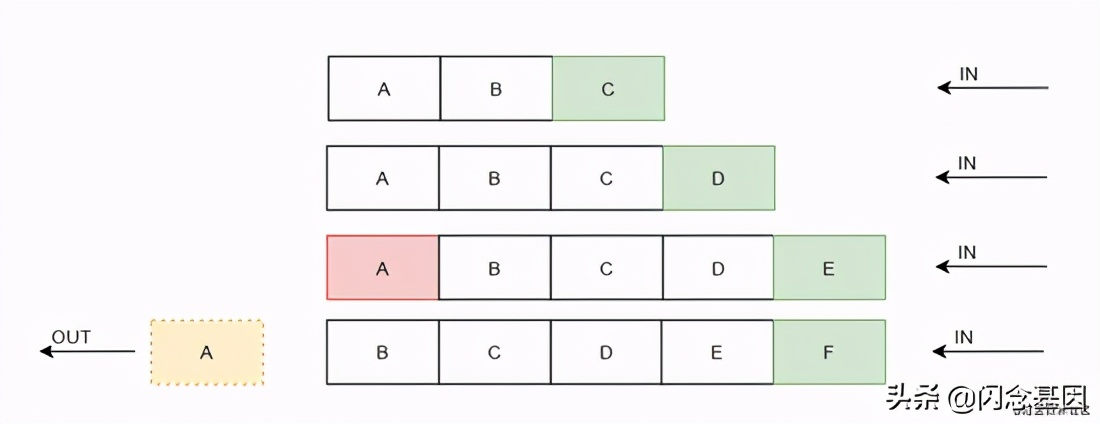 A B C IN
A B C D IN
A B C D E IN
OUT A B C D E F IN
头条 @闪念基因